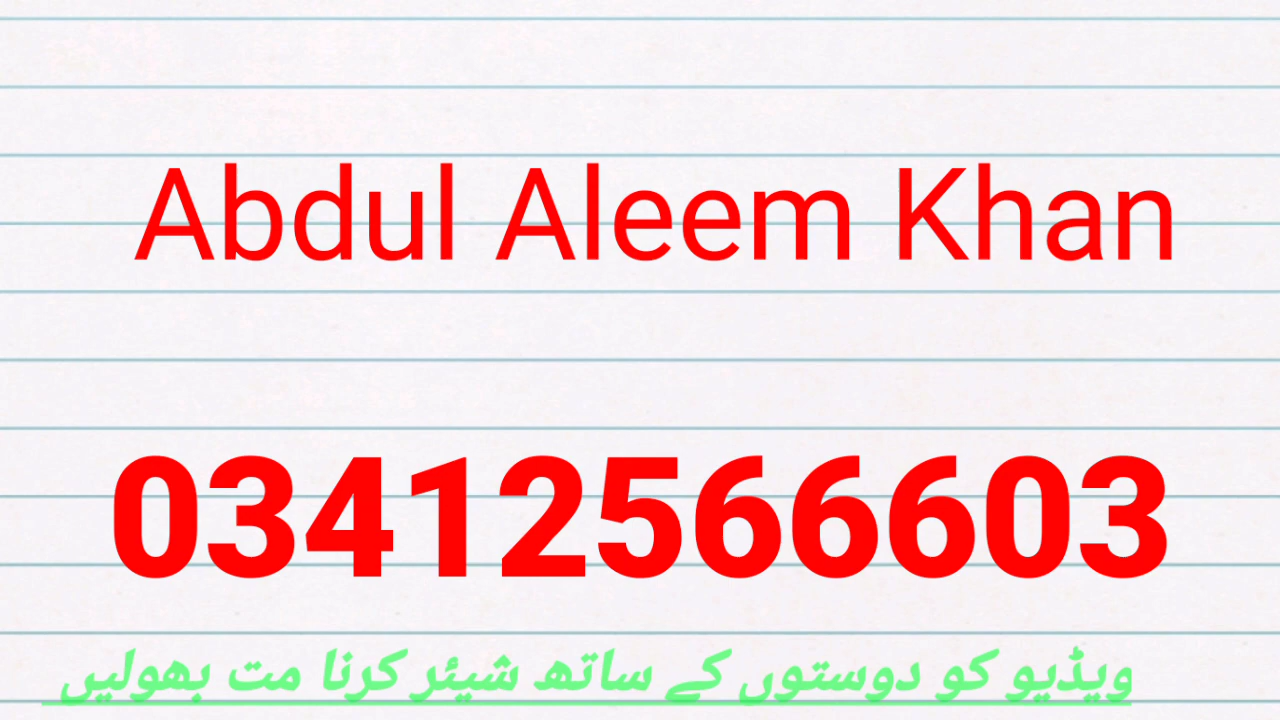 Abdul Aleem Khan
03412566603
ویڈیو کو دوستوں کے ساتھ شیئر کرنا مت بھولیں